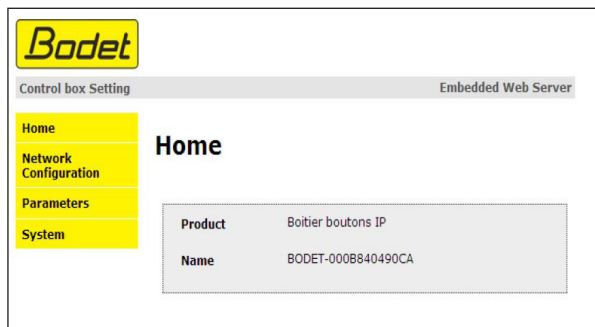 Bodet
Control box Setting Embedded Web Server
Home
Network
Configuration
Parameters
System
Home
Product Boitier boutons IP
Name BODET-000B840490CA